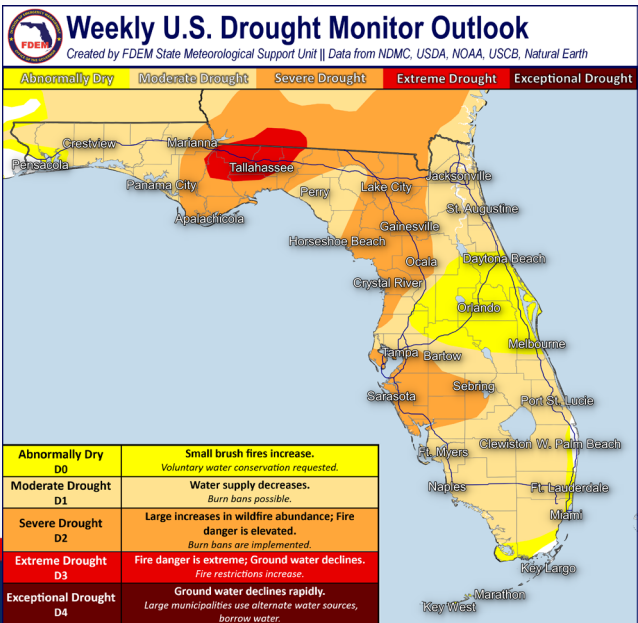 Weekly U.S. Drought Monitor Outlook
FDEM
Created by FDEM State Meteorological Support Unit || Data from NDMC, USDA, NOAA, USCB, Natural Earth
Abnormally Dry Moderate Drought Severe Drought Extreme Drought Exceptional Drought
Crestview
Marianna
Pensacola
Tallahassee
Jacksonville
Panama City
Perry
Lake City
Apalachicola
St. Augustine
Gainesville
Horseshoe Beach
Ocala
Daytona Beach
Crystal River
Orlando
Melbourne
Tampa
Bartow
Sebring
Sarasota
Port St. Lucie
Clewiston
W. Palm Beach
Ft. Myers
Naples
Ft. Lauderdale
Miami
Key Largo
Marathon
Key West
Abnormally Dry
D0
Small brush fires increase.
Voluntary water conservation requested.
Moderate Drought
D1
Water supply decreases.
Burn bans possible.
Severe Drought
D2
Large increases in wildfire abundance; Fire
danger is elevated.
Burn bans are implemented.
Extreme Drought
D3
Fire danger is extreme; Ground water declines.
Fire restrictions increase.
Exceptional Drought
D4
Ground water declines rapidly.
Large municipalities use alternate water sources,
borrow water.